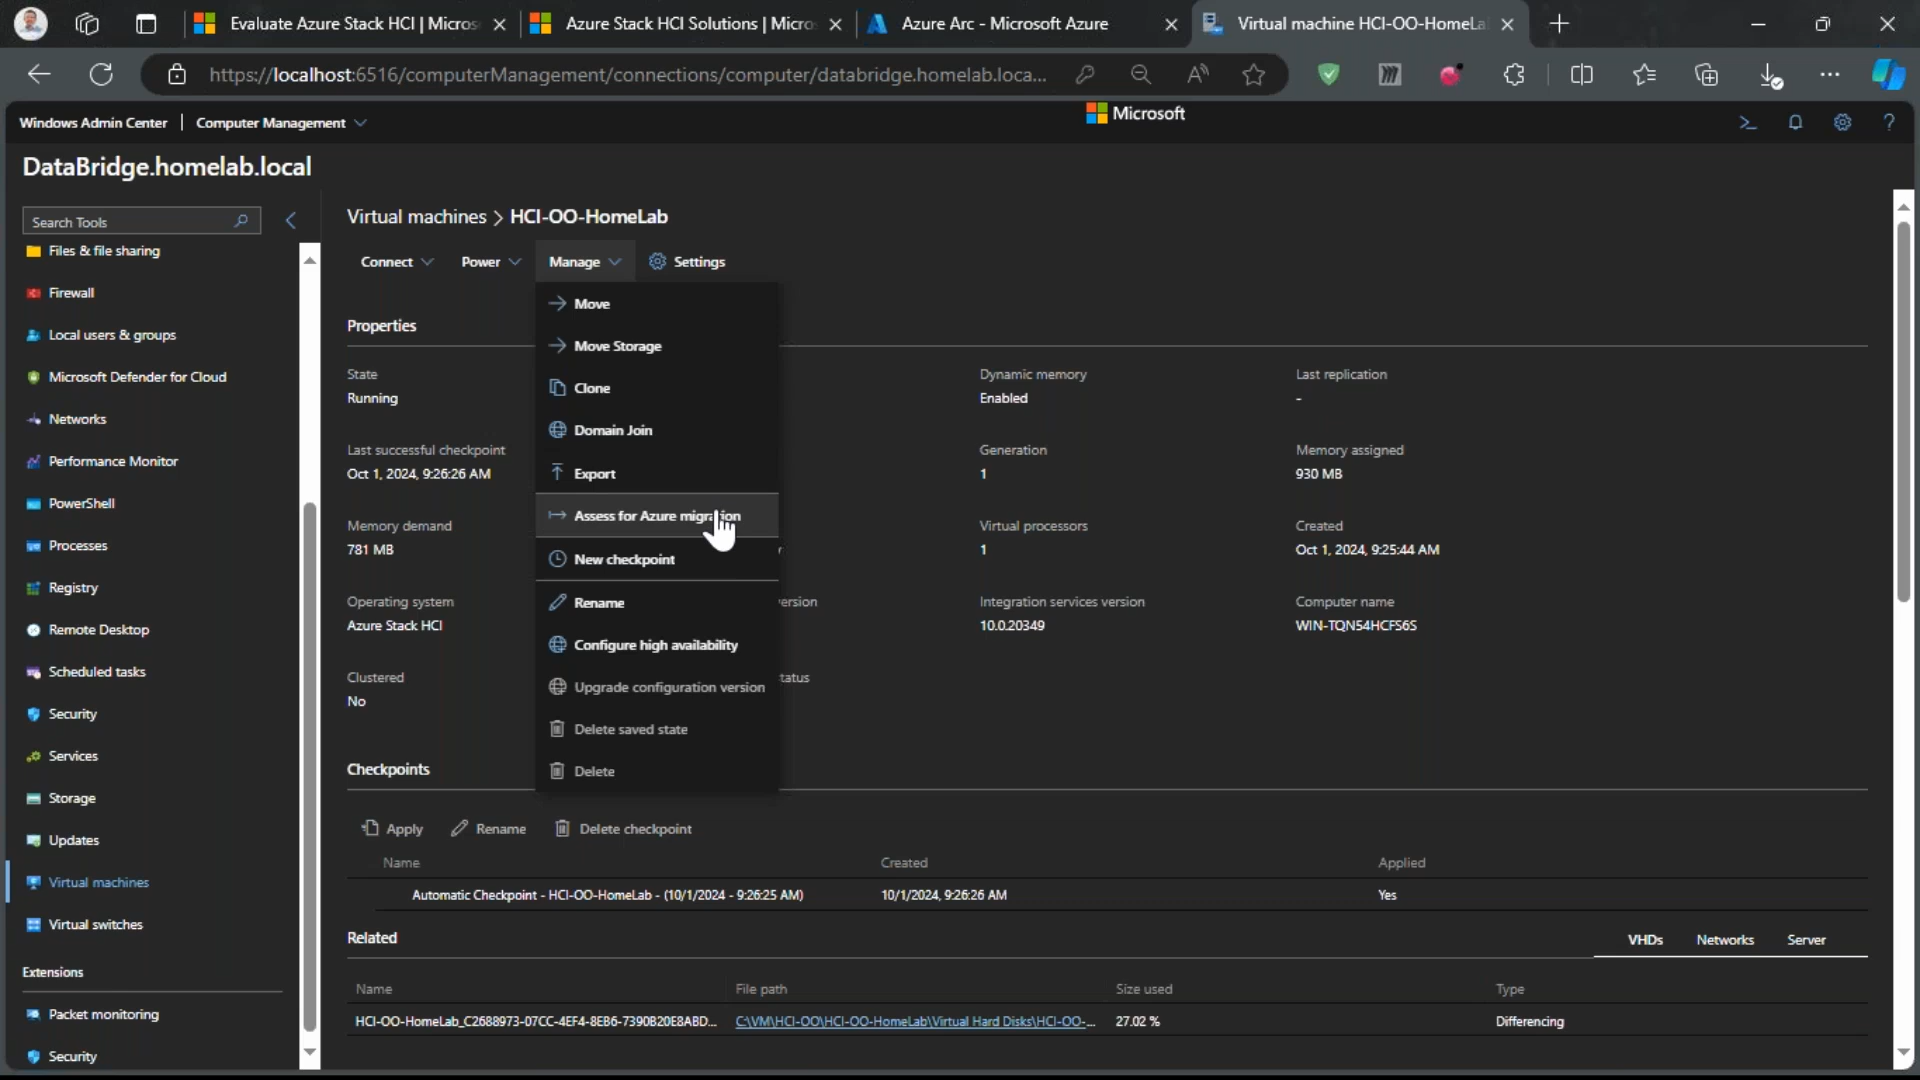 Evaluate Azure Stack HCI | Micros
Azure Stack HCI Solutions | Micro
Azure Arc - Microsoft Azure
Virtual machine HCI-OO-HomeLa
https://localhost:6516/computerManagement/connections/computer/databridge.homelab.loca...
Windows Admin Center | Computer Management
Microsoft
DataBridge.homelab.local
Search Tools
Files & file sharing
Firewall
Local users & groups
Microsoft Defender for Cloud
Networks
Performance Monitor
PowerShell
Processes
Registry
Remote Desktop
Scheduled tasks
Security
Services
Storage
Updates
Virtual machines
Virtual switches
Extensions
Packet monitoring
Security
Virtual machines > HCI-OO-HomeLab
Connect Power Manage Settings
Move
Move Storage
Clone
Domain Join
Export
Assess for Azure migration
New checkpoint
Rename
Configure high availability
Upgrade configuration version
Delete saved state
Delete
Properties
State
Running
Dynamic memory
Enabled
Last replication
-
Last successful checkpoint
Oct 1, 2024, 9:26:26 AM
Generation
1
Memory assigned
930 MB
Memory demand
781 MB
Virtual processors
1
Created
Oct 1, 2024, 9:25:44 AM
Operating system
Azure Stack HCI
ersion
Integration services version
10.0.20349
Computer name
WIN-TQN54HCFS6S
Clustered
No
tatus
Checkpoints
Apply Rename Delete checkpoint
Name Created Applied
Automatic Checkpoint - HCI-OO-HomeLab - (10/1/2024 - 9:26:25 AM) 10/1/2024, 9:26:26 AM Yes
Related
VHDs Networks Server
Name File path Size used Type
HCI-OO-HomeLab_C2688973-07CC-4EF4-8EB6-7390B20E8ABD... C:\VM\HCI-OO\HCI-OO-HomeLab\Virtual Hard Disks\HCI-OO-... 27.02 % Differencing